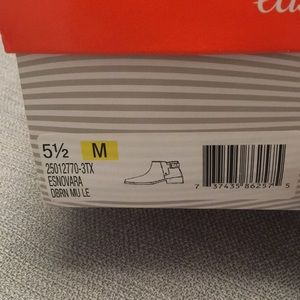 5½ M
25012770-3TX
ESNOVARA
DBRN MU LE
7 37435 86257 5